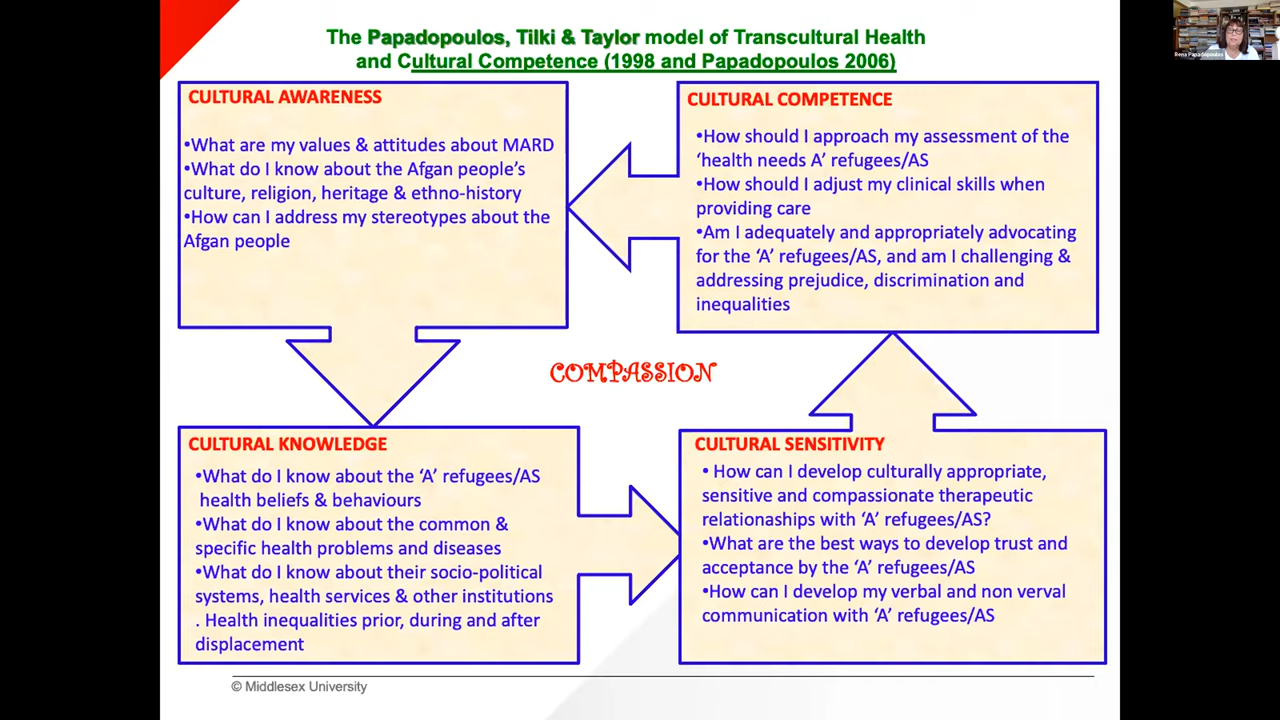 The Papadopoulos, Tilki & Taylor model of Transcultural Health
and Cultural Competence (1998 and Papadopoulos 2006)
CULTURAL AWARENESS
•What are my values & attitudes about MARD
•What do I know about the Afgan people's
culture, religion, heritage & ethno-history
•How can I address my stereotypes about the
Afgan people
CULTURAL COMPETENCE
•How should I approach my assessment of the
‘health needs A’ refugees/AS
•How should I adjust my clinical skills when
providing care
•Am I adequately and appropriately advocating
for the ‘A’ refugees/AS, and am I challenging &
addressing prejudice, discrimination and
inequalities
COMPASSION
CULTURAL KNOWLEDGE
•What do I know about the ‘A’ refugees/AS
health beliefs & behaviours
•What do I know about the common &
specific health problems and diseases
•What do I know about their socio-political
systems, health services & other institutions
. Health inequalities prior, during and after
displacement
CULTURAL SENSITIVITY
• How can I develop culturally appropriate,
sensitive and compassionate therapeutic
relationships with ‘A’ refugees/AS?
•What are the best ways to develop trust and
acceptance by the ‘A’ refugees/AS
•How can I develop my verbal and non verval
communication with ‘A’ refugees/AS
© Middlesex University
Rena Papadopoulos